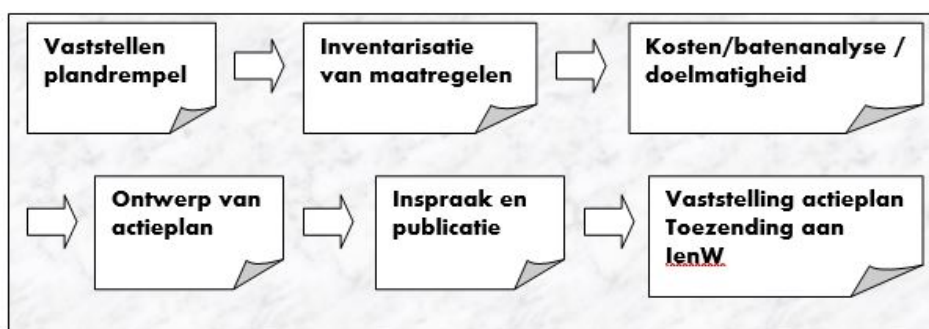 Vaststellen
plandrempel
Inventarisatie
van maatregelen
Kosten/batenanalyse /
doelmatigheid
Ontwerp van
actieplan
Inspraak en
publicatie
Vaststelling actieplan
Toezending aan
IenW